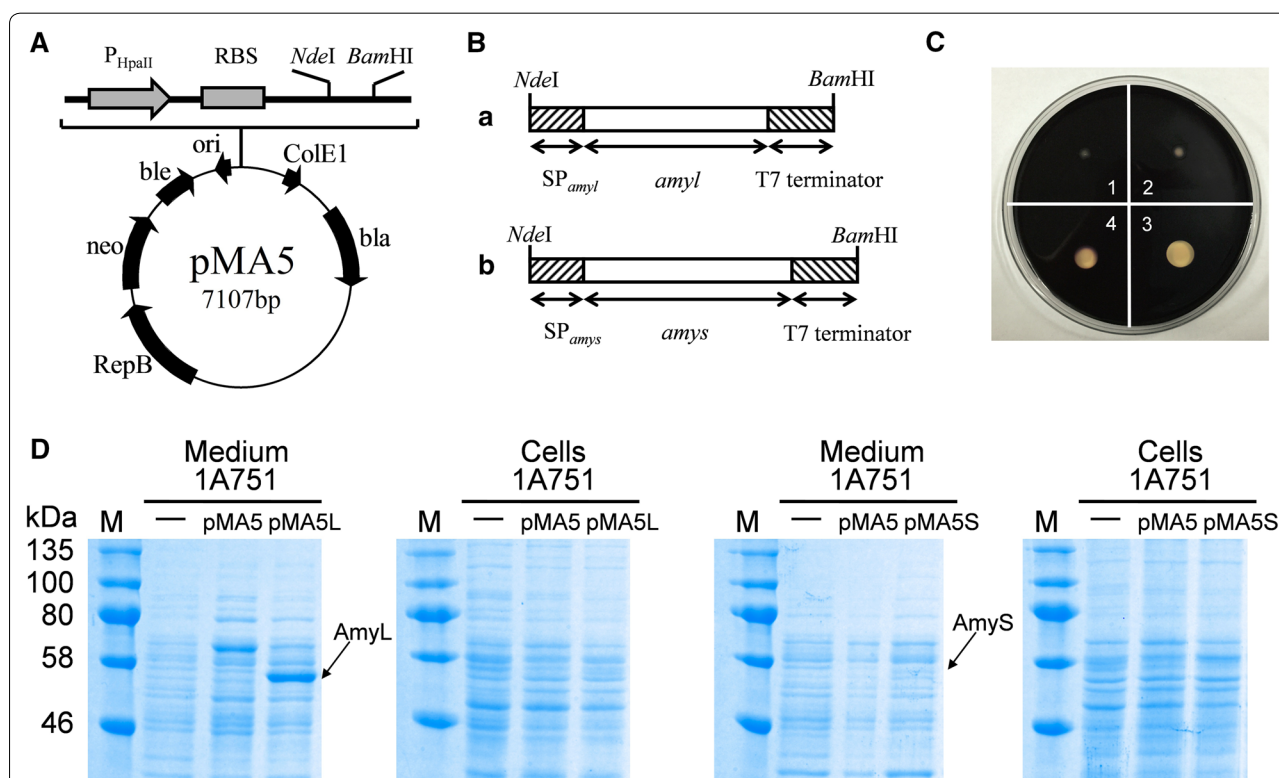 A
P_HpaII RBS NdeI BamHI
ori
ColE1
ble
neo
bla
pMA5
7107bp
RepB
B
NdeI BamHI
a
SP_amyl amyl T7 terminator
NdeI BamHI
b
SP_amys amys T7 terminator
C
1 2
4 3
D
Medium Cells Medium Cells
1A751 1A751 1A751 1A751
kDa M — pMA5 pMA5L M — pMA5 pMA5L M — pMA5 pMA5S M — pMA5 pMA5S
135
100
80
AmyL AmyS
58
46